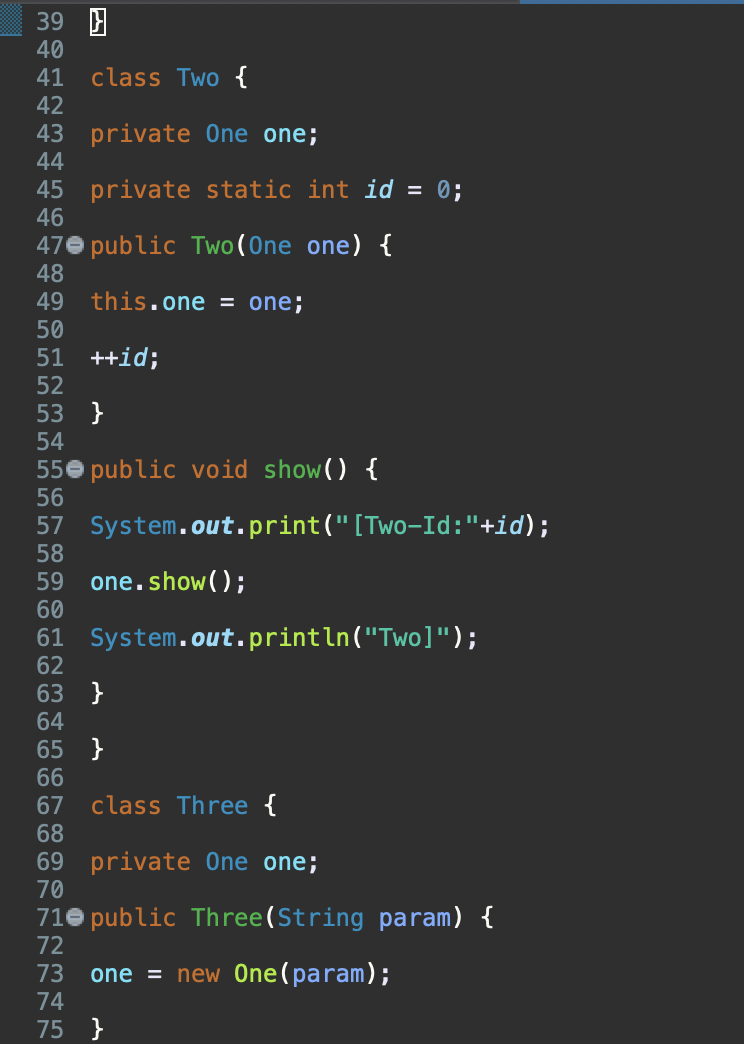 39 }
40
41 class Two {
42
43 private One one;
44
45 private static int id = 0;
46
47 public Two(One one) {
48
49 this.one = one;
50
51 ++id;
52
53 }
54
55 public void show() {
56
57 System.out.print("[Two-Id:"+id);
58
59 one.show();
60
61 System.out.println("Two]");
62
63 }
64
65 }
66
67 class Three {
68
69 private One one;
70
71 public Three(String param) {
72
73 one = new One(param);
74
75 }